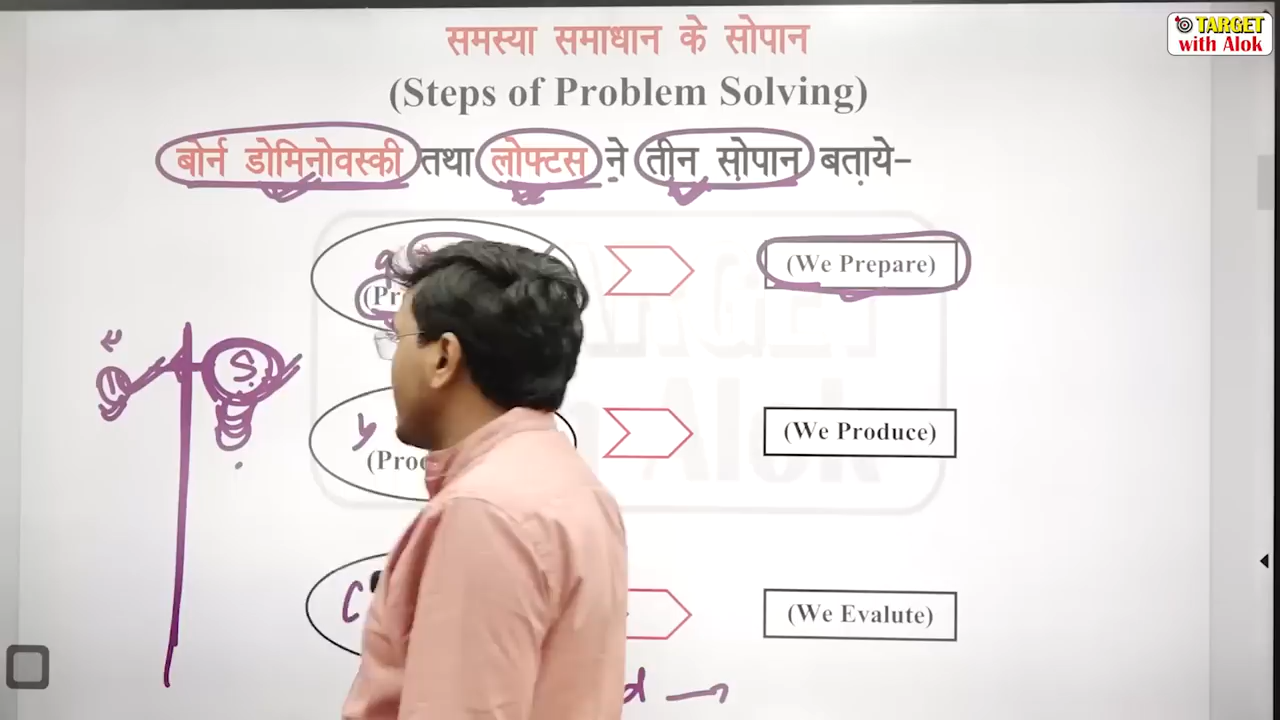 TARGET
with Alok
समस्या समाधान के सोपान
(Steps of Problem Solving)
बोर्न डोमिनोवस्की तथा लोफ्टस ने तीन सोपान बताये-
a
(We Prepare)
S.
b
(We Produce)
C
(We Evalute)
d